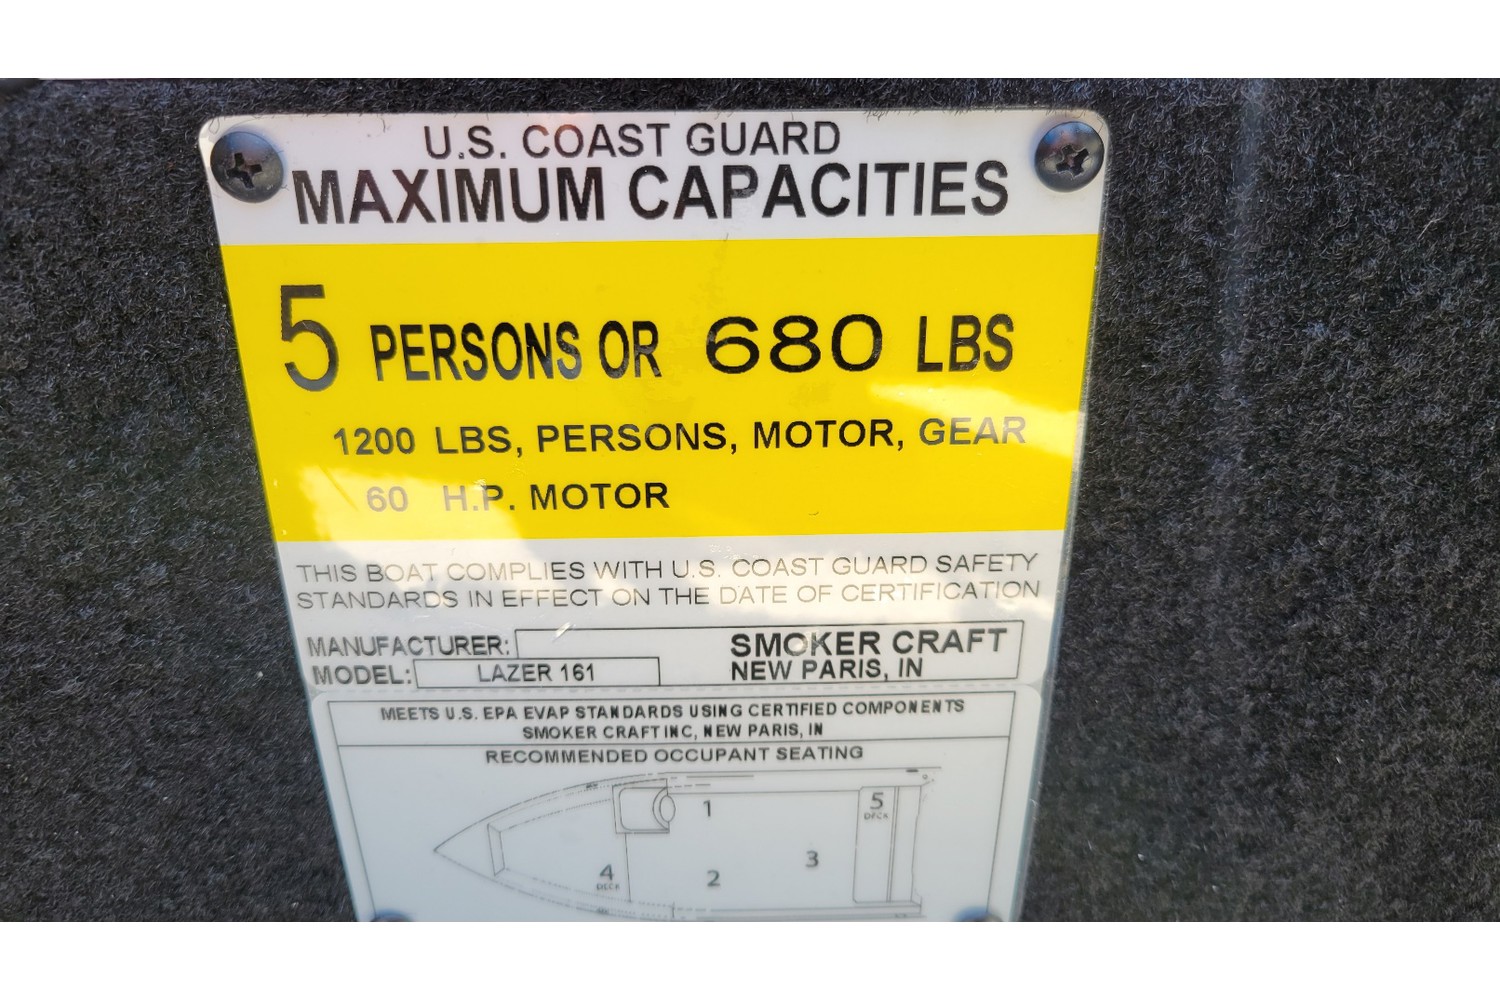 U.S. COAST GUARD
MAXIMUM CAPACITIES
5 PERSONS OR 680 LBS
1200 LBS, PERSONS, MOTOR, GEAR
60 H.P. MOTOR
THIS BOAT COMPLIES WITH U.S. COAST GUARD SAFETY
STANDARDS IN EFFECT ON THE DATE OF CERTIFICATION
MANUFACTURER: SMOKER CRAFT
MODEL: LAZER 161 NEW PARIS, IN
MEETS U.S. EPA EVAP STANDARDS USING CERTIFIED COMPONENTS
SMOKER CRAFT INC, NEW PARIS, IN
RECOMMENDED OCCUPANT SEATING
1
5
DECK
3
4
DECK
2